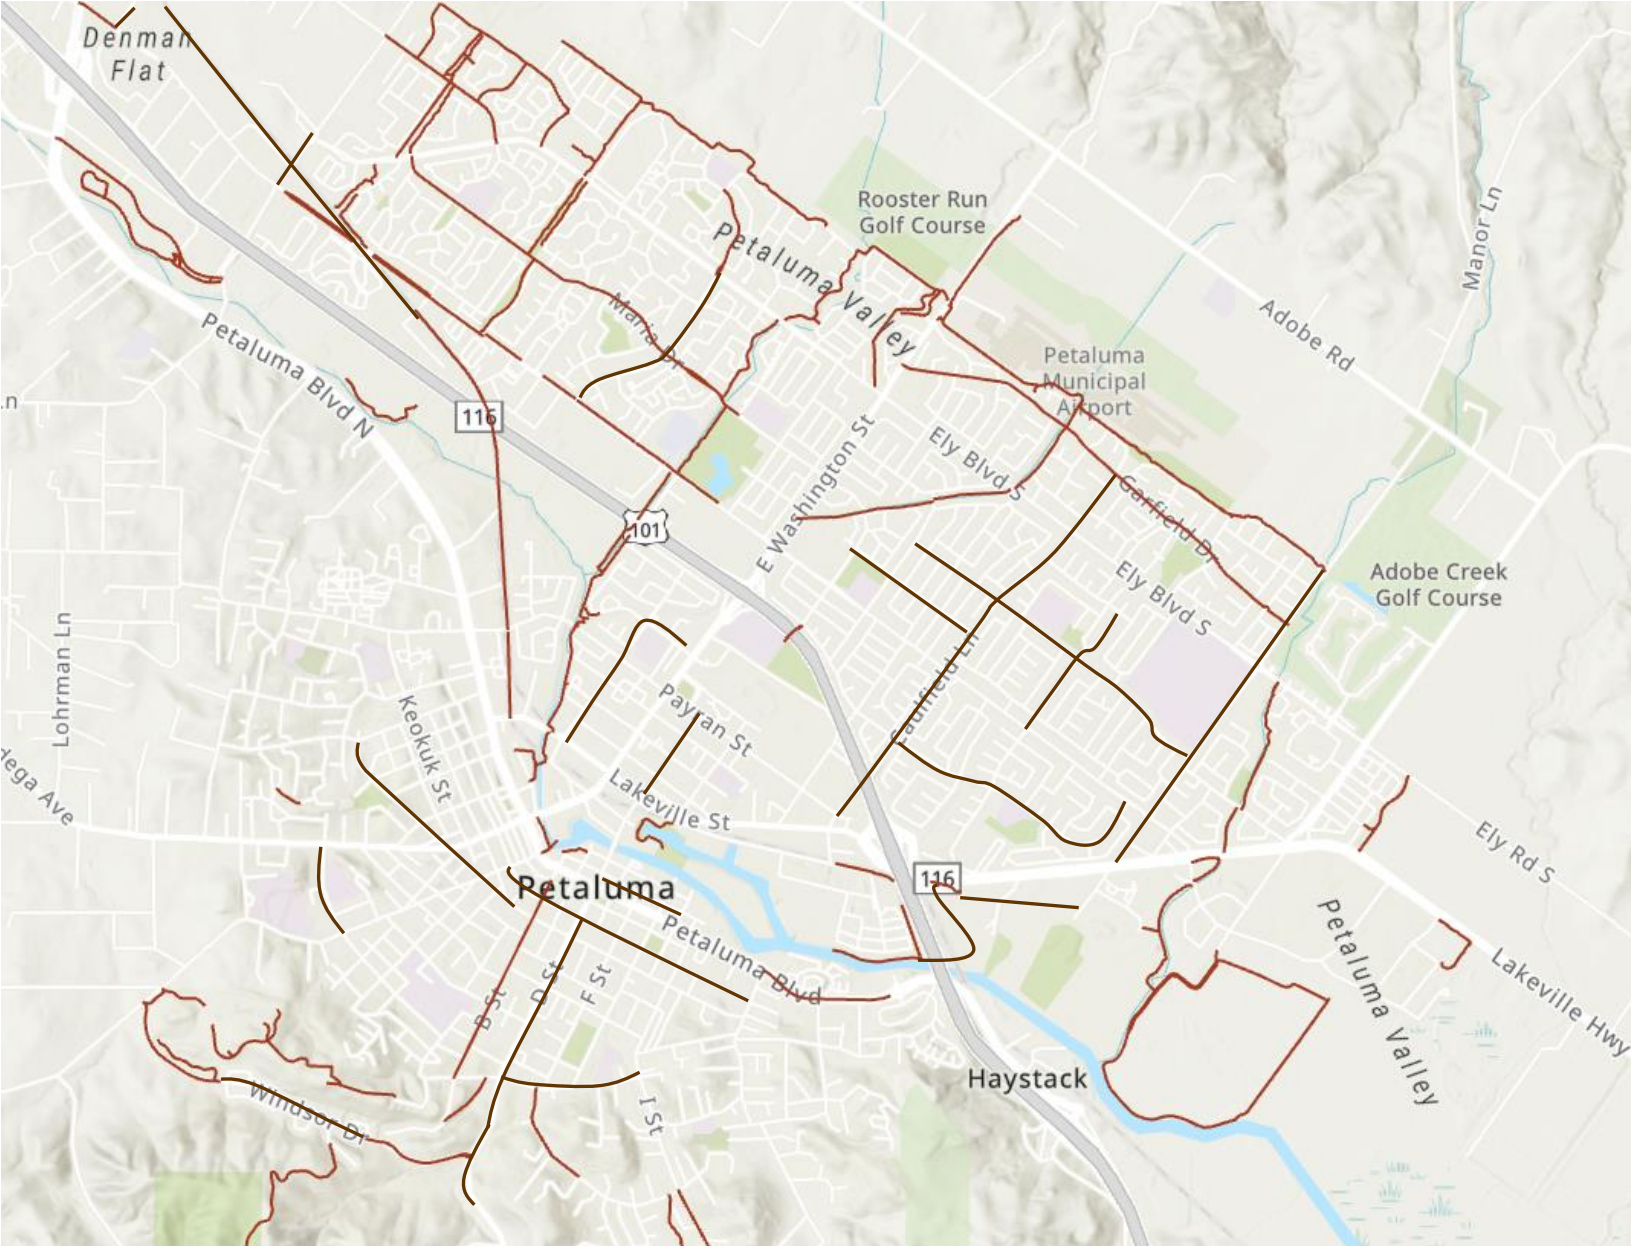 Denman
Flat
Rooster Run
Golf Course
Petaluma Valley
Manor Ln
Adobe Rd
Petaluma Blvd N
Maria Dr
Petaluma
Municipal
Airport
116
Ely Blvd S
E Washington St
Garfield Dr
101
Ely Blvd S
Adobe Creek
Golf Course
Lohrman Ln
Keokuk St
Payran St
Caulfield Ln
Lakeville St
dega Ave
Ely Rd S
116
Petaluma
Petaluma Blvd
Petaluma Valley
Lakeville Hwy
B St
D St
F St
Haystack
Windsor Dr
I St